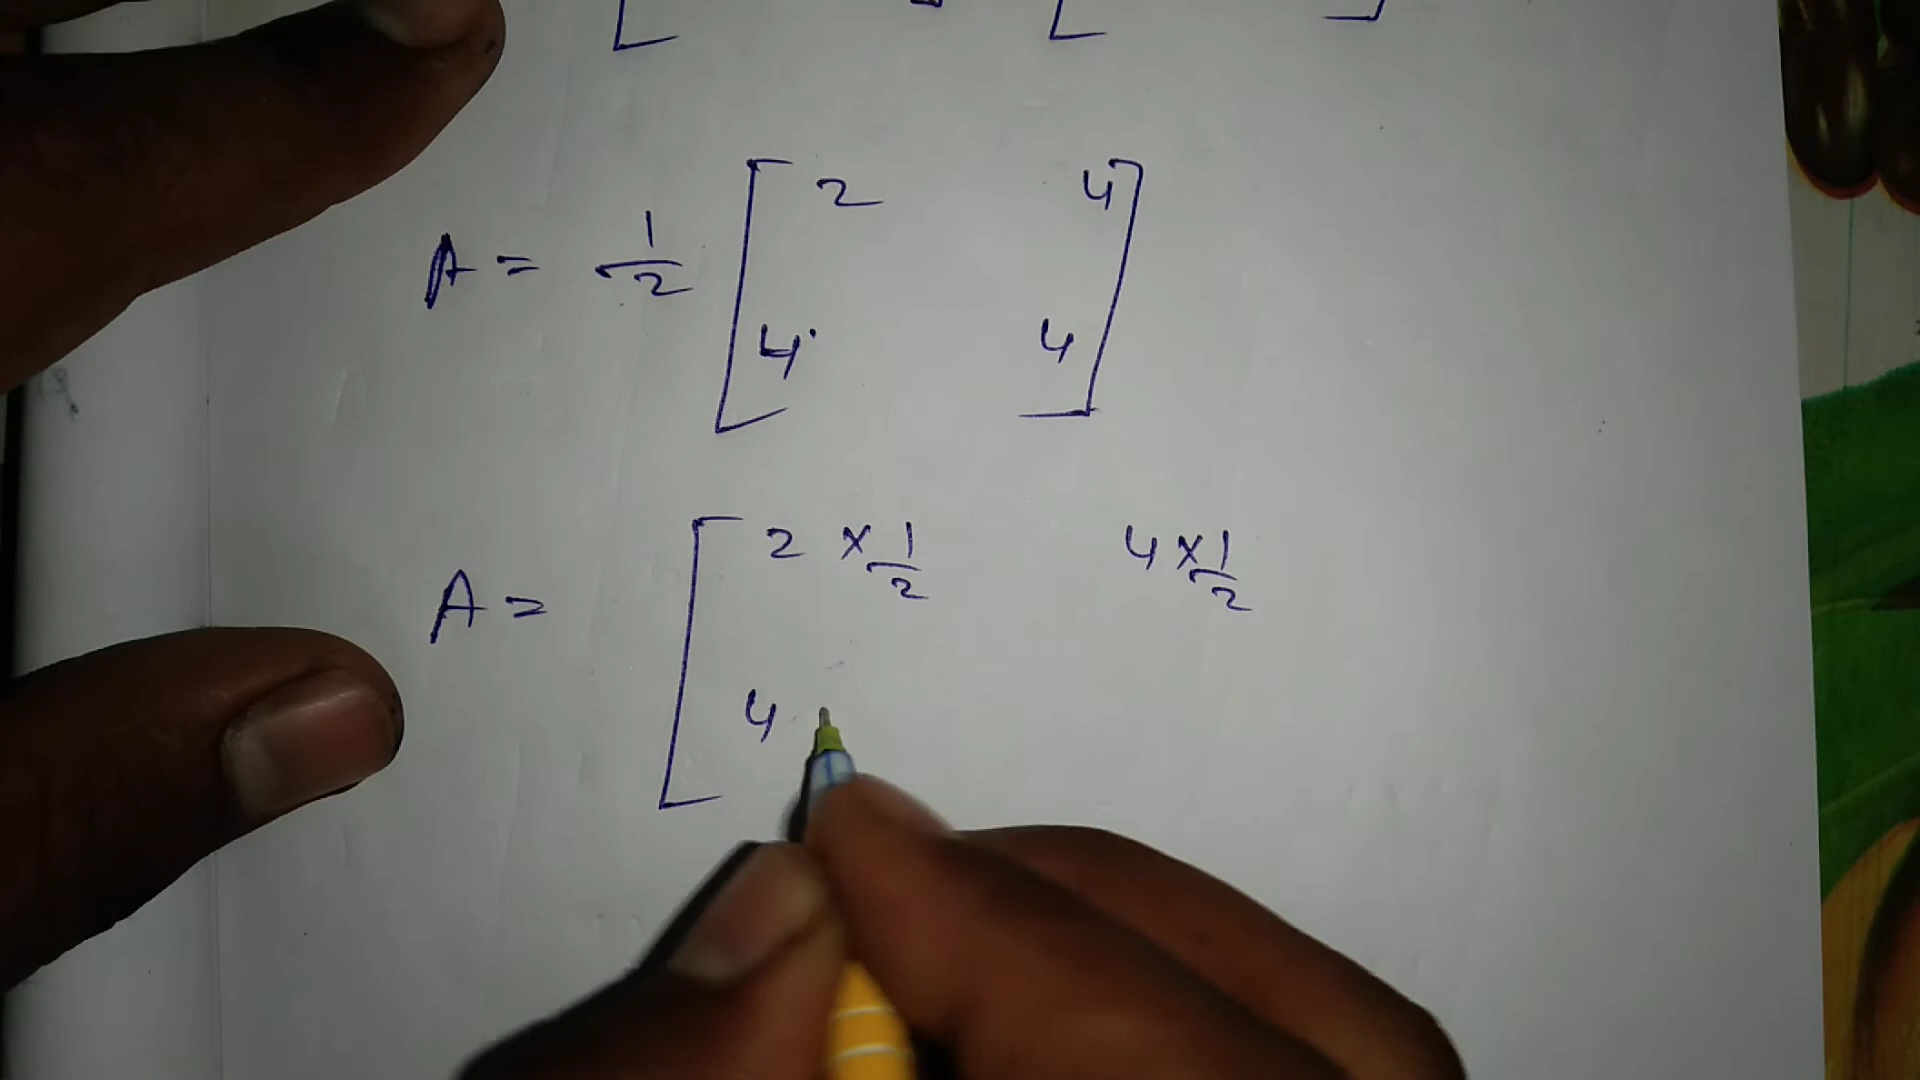 2 4
A = 1/2
4 4
2 × 1/2 4 × 1/2
A =
4